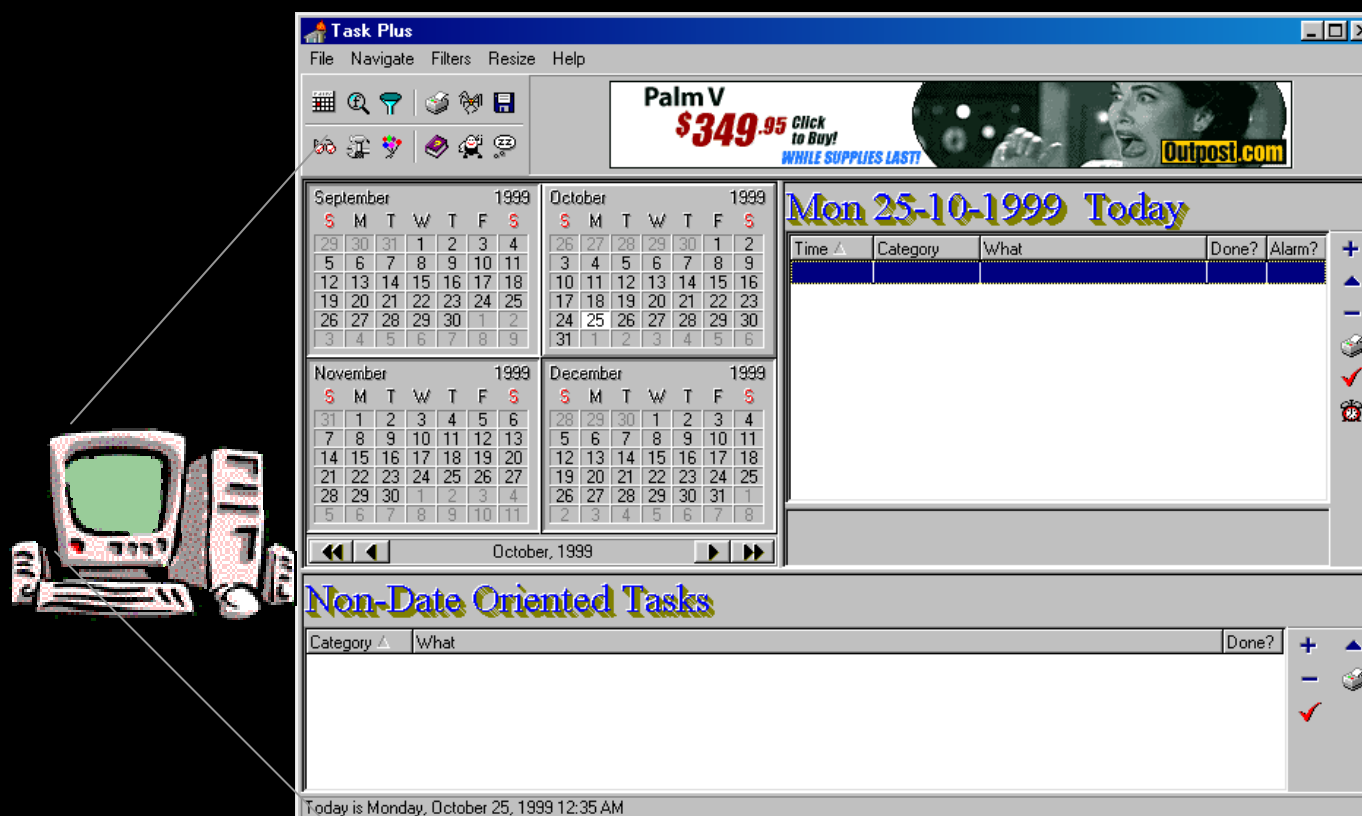 Task Plus
File Navigate Filters Resize Help
Palm V
$349.95 Click
to Buy!
WHILE SUPPLIES LAST!
Outpost.com
September 1999
S M T W T F S
29 30 31 1 2 3 4
5 6 7 8 9 10 11
12 13 14 15 16 17 18
19 20 21 22 23 24 25
26 27 28 29 30 1 2
3 4 5 6 7 8 9
October 1999
S M T W T F S
26 27 28 29 30 1 2
3 4 5 6 7 8 9
10 11 12 13 14 15 16
17 18 19 20 21 22 23
24 25 26 27 28 29 30
31 1 2 3 4 5 6
November 1999
S M T W T F S
31 1 2 3 4 5 6
7 8 9 10 11 12 13
14 15 16 17 18 19 20
21 22 23 24 25 26 27
28 29 30 1 2 3 4
5 6 7 8 9 10 11
December 1999
S M T W T F S
28 29 30 1 2 3 4
5 6 7 8 9 10 11
12 13 14 15 16 17 18
19 20 21 22 23 24 25
26 27 28 29 30 31 1
2 3 4 5 6 7 8
October, 1999
Mon 25-10-1999 Today
Time Category What Done? Alarm?
Non-Date Oriented Tasks
Category What Done?
Today is Monday, October 25, 1999 12:35 AM